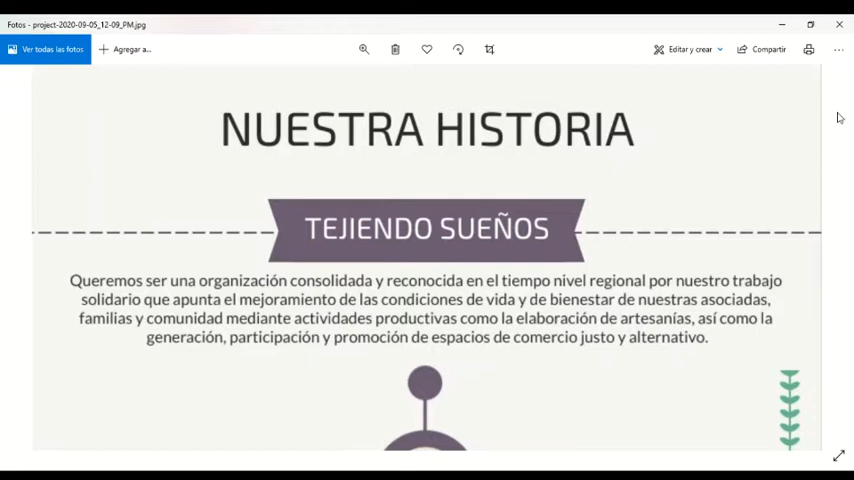 Fotos - project-2020-09-05_12-09_PM.jpg
Ver todas las fotos
Agregar a...
Editar y crear
Compartir
NUESTRA HISTORIA
TEJIENDO SUEÑOS
Queremos ser una organización consolidada y reconocida en el tiempo nivel regional por nuestro trabajo
solidario que apunta el mejoramiento de las condiciones de vida y de bienestar de nuestras asociadas,
familias y comunidad mediante actividades productivas como la elaboración de artesanías, así como la
generación, participación y promoción de espacios de comercio justo y alternativo.